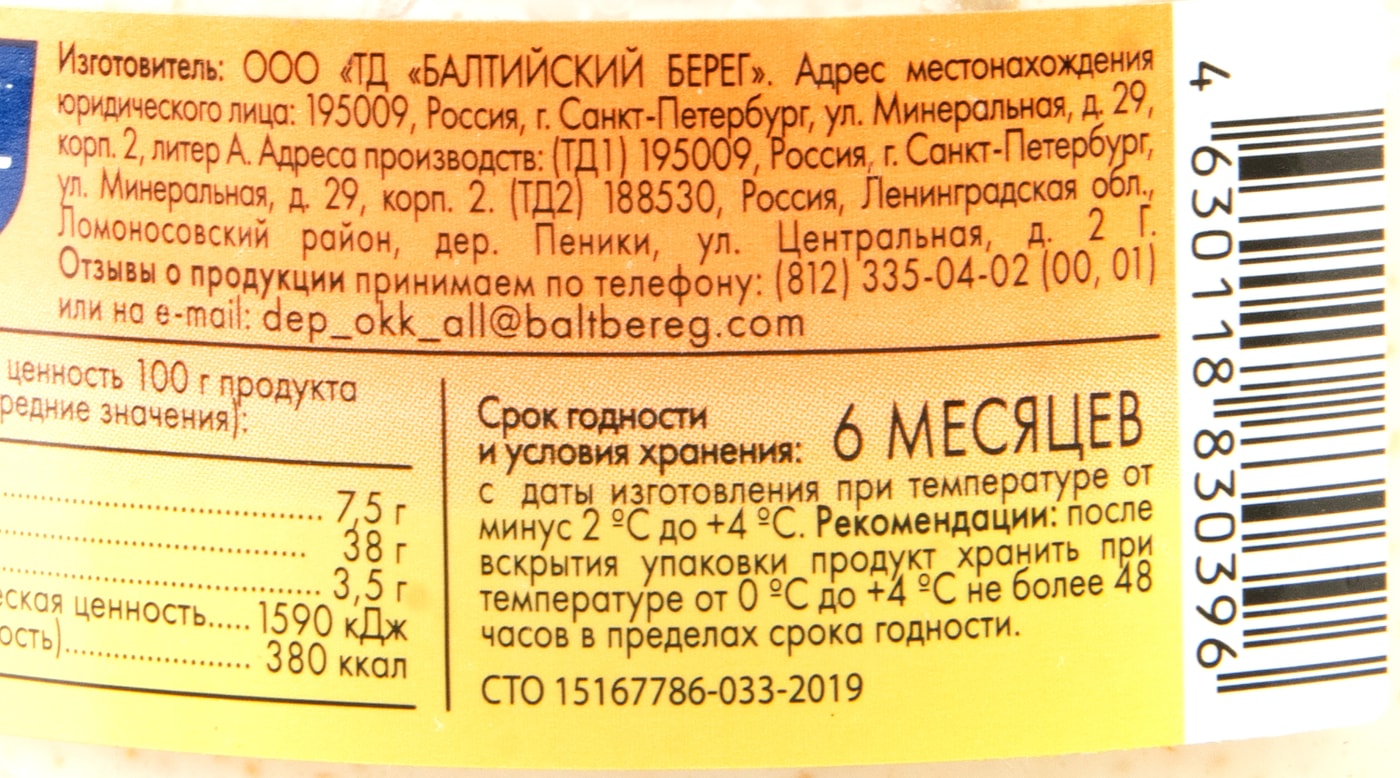 Изготовитель: ООО «ТД «БАЛТИЙСКИЙ БЕРЕГ». Адрес местонахождения
юридического лица: 195009, Россия, г. Санкт-Петербург, ул. Минеральная, д. 29,
корп. 2, литер А. Адреса производств: (ТД1) 195009, Россия, г. Санкт-Петербург,
ул. Минеральная, д. 29, корп. 2. (ТД2) 188530, Россия, Ленинградская обл.,
Ломоносовский район, дер. Пеники, ул. Центральная, д. 2 Г.
Отзывы о продукции принимаем по телефону: (812) 335-04-02 (00, 01)
или на e-mail: dep_okk_all@baltbereg.com
ценность 100 г продукта
редние значения):
7,5 г
38 г
3,5 г
еская ценность..... 1590 кДж
ость)............................ 380 ккал
Срок годности
и условия хранения: 6 МЕСЯЦЕВ
с даты изготовления при температуре от
минус 2 ºС до +4 ºС. Рекомендации: после
вскрытия упаковки продукт хранить при
температуре от 0 ºС до +4 ºС не более 48
часов в пределах срока годности.
СТО 15167786-033-2019
4 630118 830396